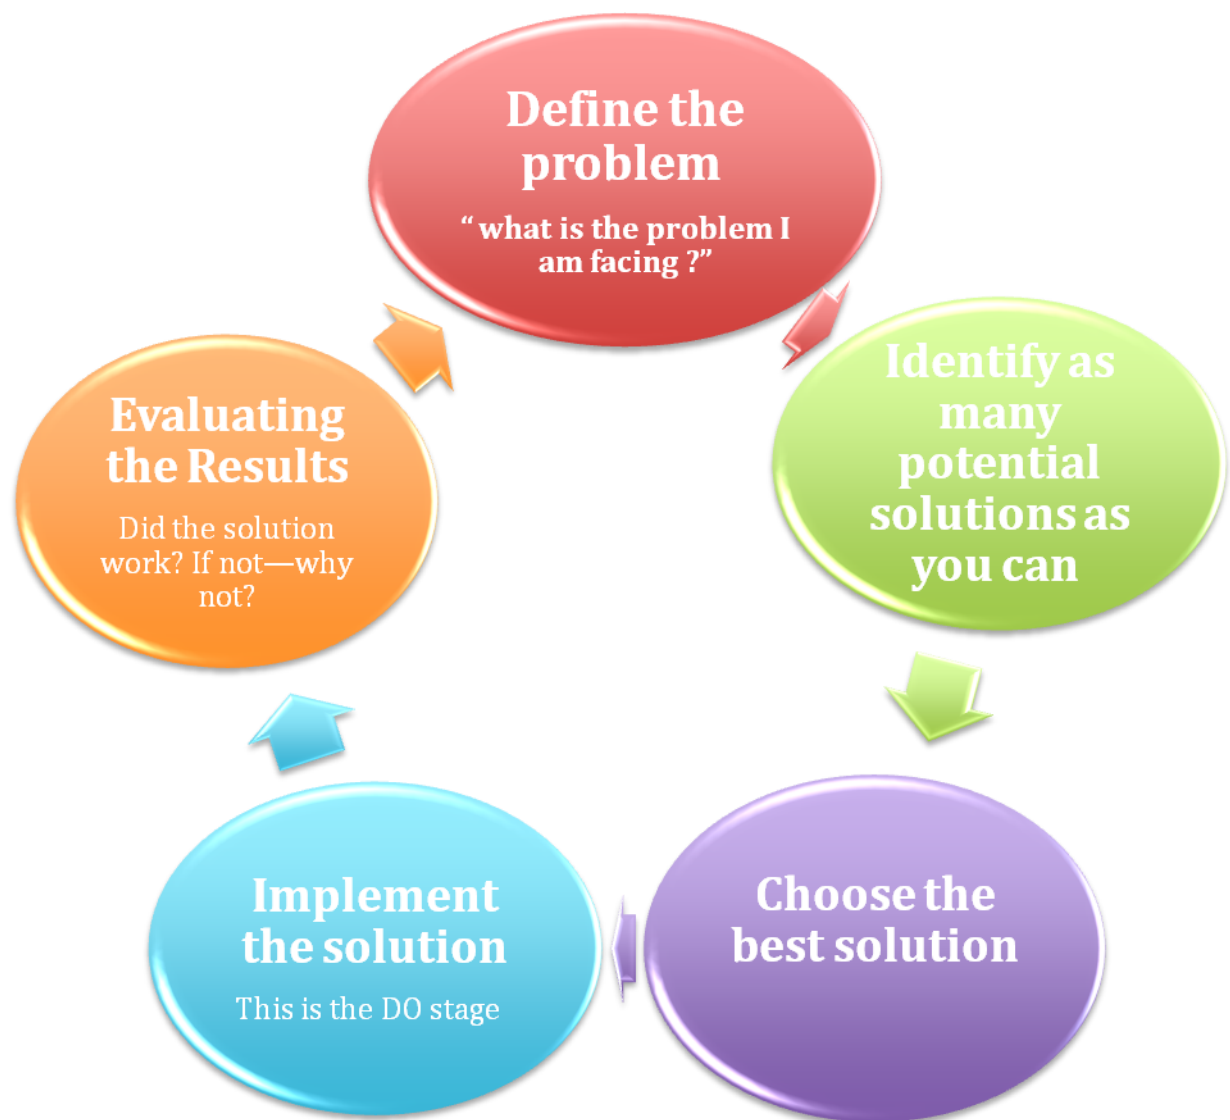 Define the
problem
“ what is the problem I
am facing ?”
Identify as
many
potential
solutions as
you can
Choose the
best solution
Implement
the solution
This is the DO stage
Evaluating
the Results
Did the solution
work? If not—why
not?